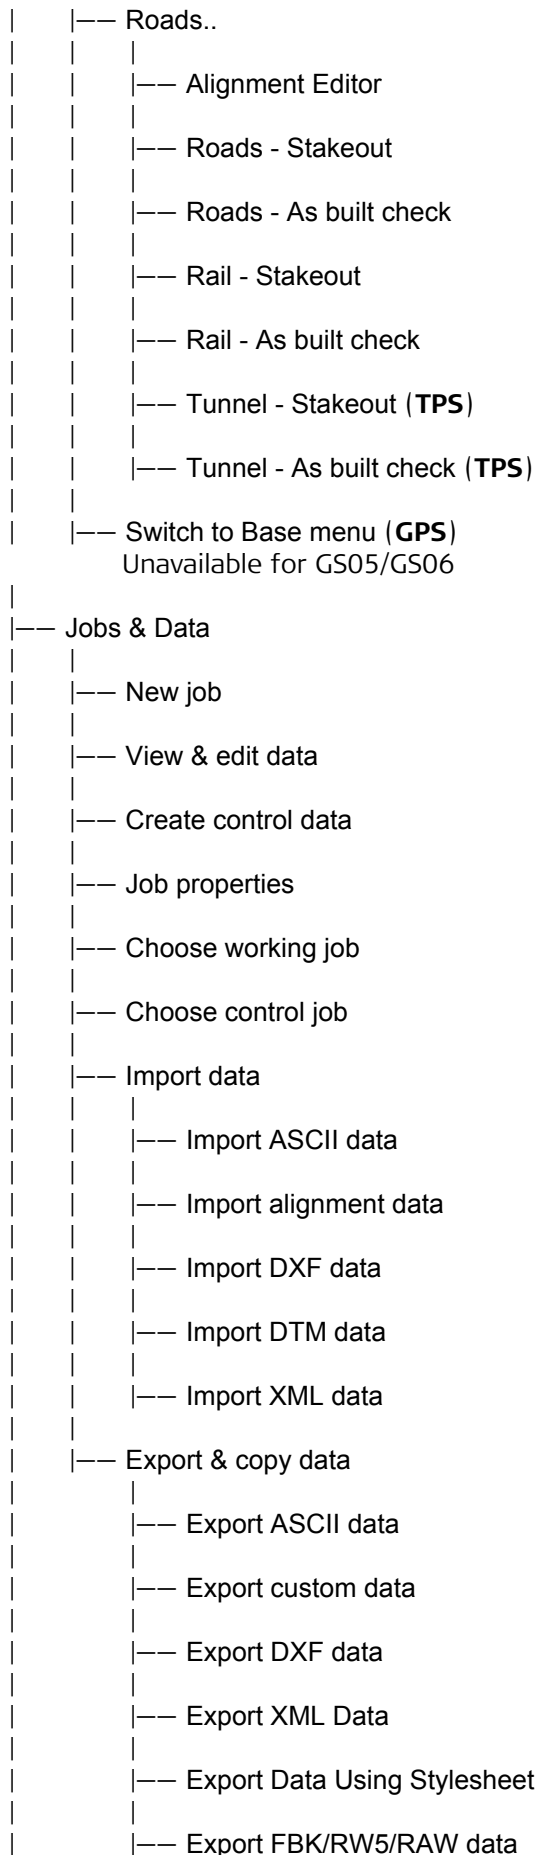 Roads..
Alignment Editor
Roads - Stakeout
Roads - As built check
Rail - Stakeout
Rail - As built check
Tunnel - Stakeout (TPS)
Tunnel - As built check (TPS)
Switch to Base menu (GPS)
Unavailable for GS05/GS06
Jobs & Data
New job
View & edit data
Create control data
Job properties
Choose working job
Choose control job
Import data
Import ASCII data
Import alignment data
Import DXF data
Import DTM data
Import XML data
Export & copy data
Export ASCII data
Export custom data
Export DXF data
Export XML Data
Export Data Using Stylesheet
Export FBK/RW5/RAW data